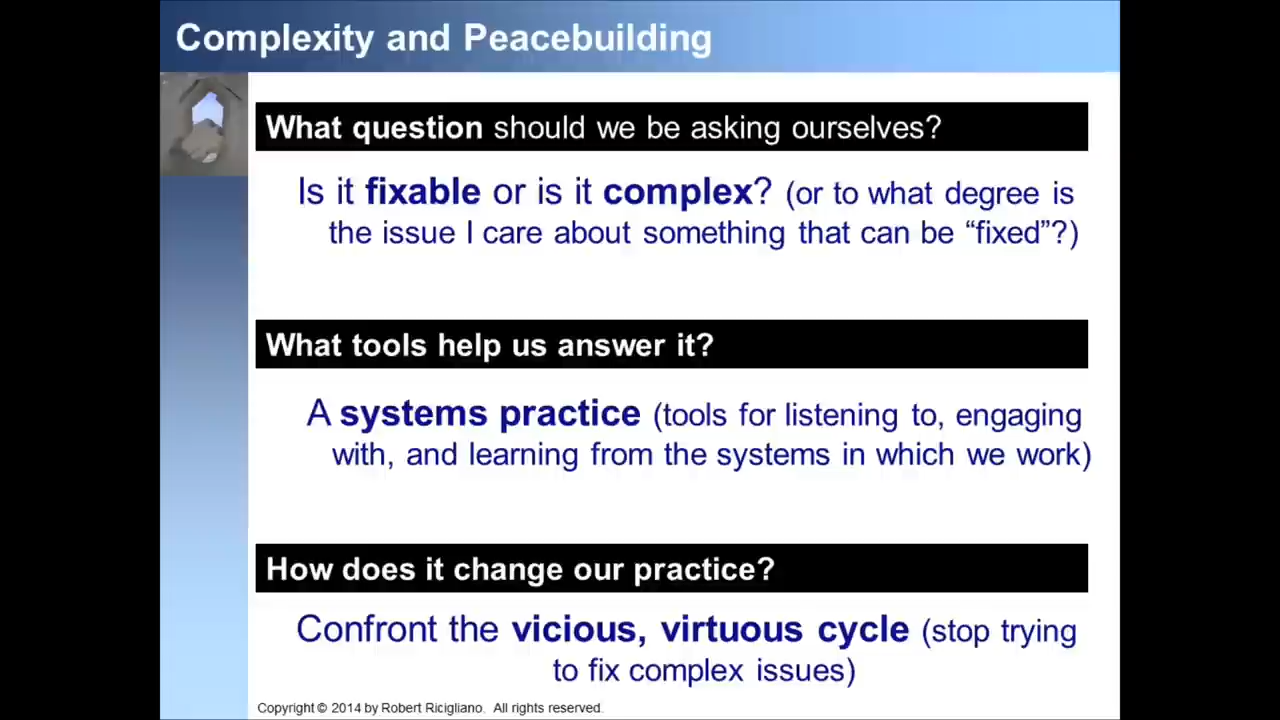 Complexity and Peacebuilding
What question should we be asking ourselves?
Is it fixable or is it complex? (or to what degree is
the issue I care about something that can be “fixed”?)
What tools help us answer it?
A systems practice (tools for listening to, engaging
with, and learning from the systems in which we work)
How does it change our practice?
Confront the vicious, virtuous cycle (stop trying
to fix complex issues)
Copyright © 2014 by Robert Ricigliano. All rights reserved.